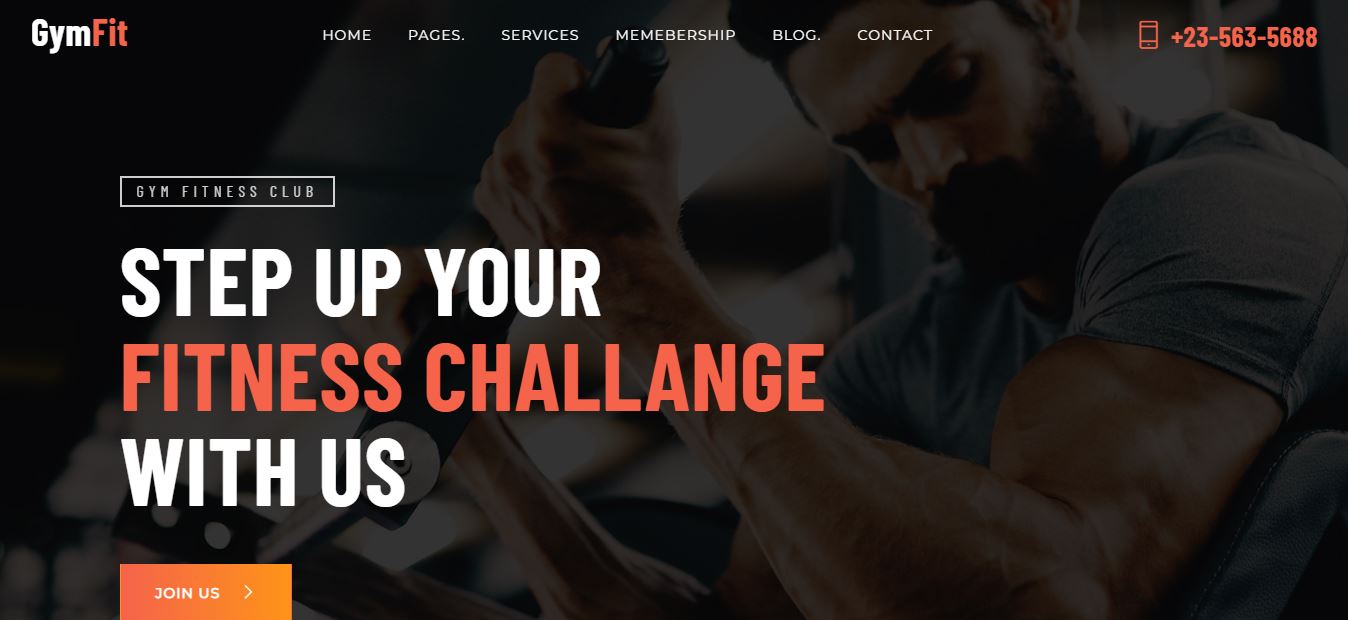 GymFit HOME PAGES. SERVICES MEMEBERSHIP BLOG. CONTACT +23-563-5688
GYM FITNESS CLUB
STEP UP YOUR
FITNESS CHALLANGE
WITH US
JOIN US